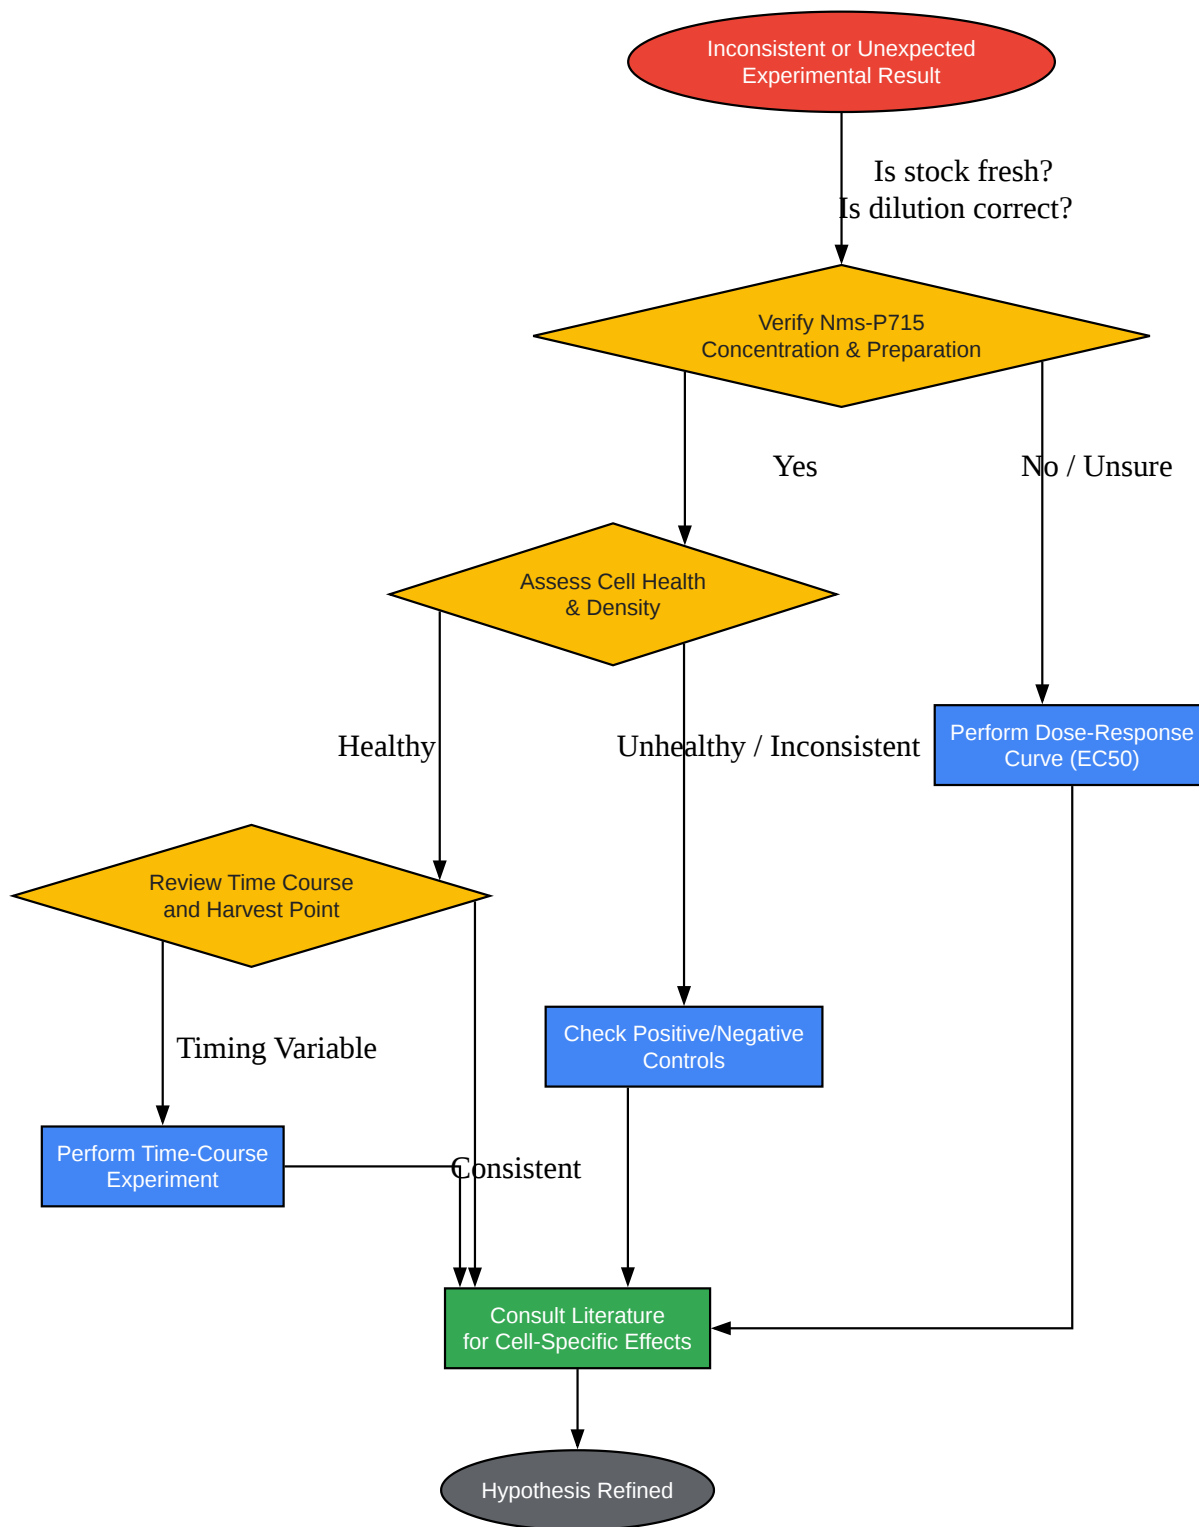 Inconsistent or Unexpected
Experimental Result
Is stock fresh?
Is dilution correct?
Verify Nms-P715
Concentration & Preparation
Yes
No / Unsure
Assess Cell Health
& Density
Healthy
Unhealthy / Inconsistent
Perform Dose-Response
Curve (EC50)
Review Time Course
and Harvest Point
Timing Variable
Check Positive/Negative
Controls
Perform Time-Course
Experiment
Consistent
Consult Literature
for Cell-Specific Effects
Hypothesis Refined